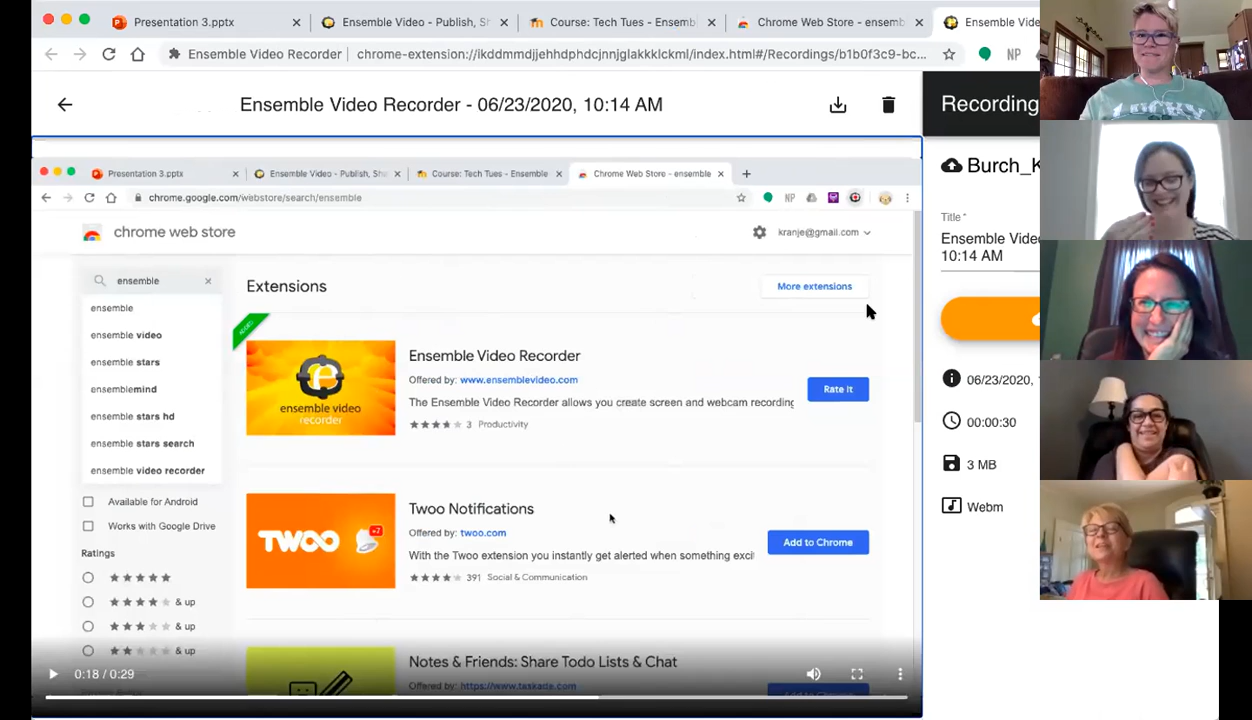 Presentation 3.pptx
Ensemble Video - Publish, Sh
Course: Tech Tues - Ensemb
Chrome Web Store - ensemb
Ensemble Vide
Ensemble Video Recorder
chrome-extension://ikddmmdjjehhdphdcjnnjglakkklckml/index.html#/Recordings/b1b0f3c9-bc...
NP
Ensemble Video Recorder - 06/23/2020, 10:14 AM
Recording
Presentation 3.pptx
Ensemble Video - Publish, Sha
Course: Tech Tues - Ensemble
Chrome Web Store - ensemble
chrome.google.com/webstore/search/ensemble
NP
chrome web store
kranje@gmail.com
ensemble
ensemble
ensemble video
ensemble stars
ensemblemind
ensemble stars hd
ensemble stars search
ensemble video recorder
Available for Android
Works with Google Drive
Ratings
& up
& up
& up
Extensions
More extensions
ADDED
e
ensemble video
recorder
Ensemble Video Recorder
Offered by: www.ensemblevideo.com
The Ensemble Video Recorder allows you create screen and webcam recording
3 Productivity
Rate It
TWOO
+2
Twoo Notifications
Offered by: twoo.com
With the Twoo extension you instantly get alerted when something exci
391 Social & Communication
Add to Chrome
Notes & Friends: Share Todo Lists & Chat
Offered by: https://www.taskade.com
Add to Chrome
0:18 / 0:29
Burch_K
Title *
Ensemble Vide
10:14 AM
06/23/2020, 1
00:00:30
3 MB
Webm